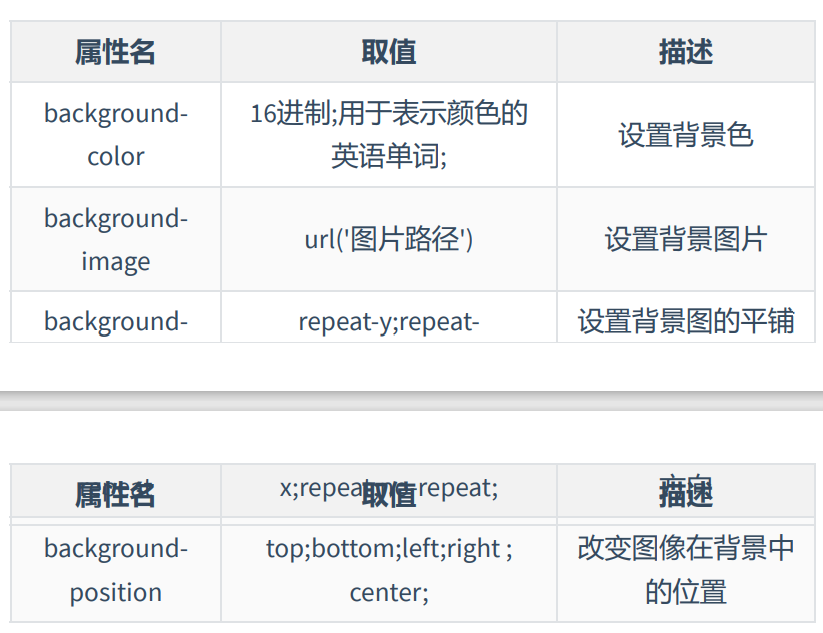 属性名 取值 描述
background- 16进制;用于表示颜色的 设置背景色
color 英语单词;
background- url('图片路径') 设置背景图片
image
background- repeat-y;repeat- 设置背景图的平铺
属性名 取值 描述
repeat x;repeat;no-repeat; 方向
background- top;bottom;left;right ; 改变图像在背景中
position center; 的位置